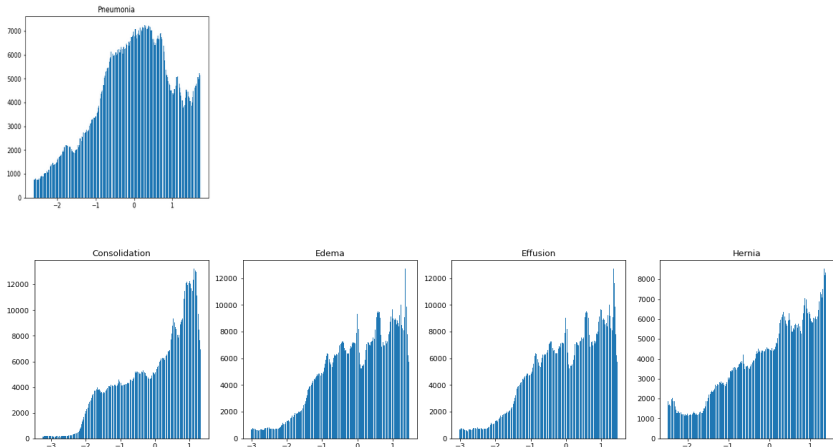 Pneumonia
7000
6000
5000
4000
3000
2000
1000
0
−2 −1 0 1
Consolidation Edema Effusion Hernia
12000 12000 12000 8000
10000 10000 10000 7000
8000 8000 8000 6000
6000 6000 6000 5000
4000 4000 4000 4000
2000 2000 2000 3000
0 0 0 2000
1000
0
−3 −2 −1 0 1 −3 −2 −1 0 1 −3 −2 −1 0 1 −2 −1 0 1